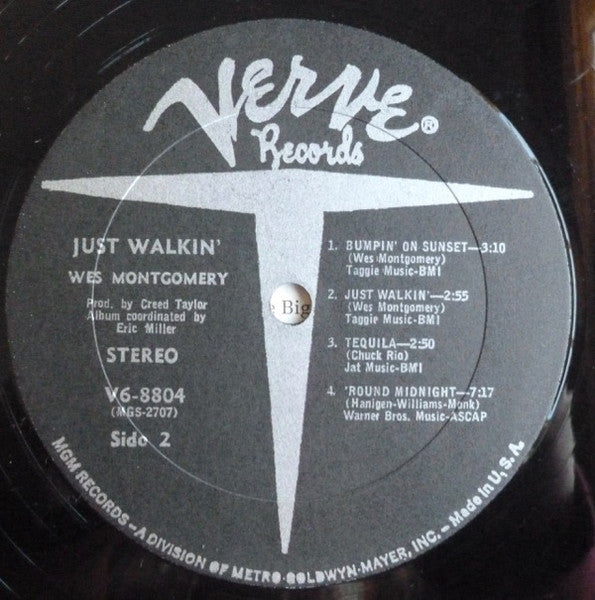 VERVE®
Records
JUST WALKIN'
WES MONTGOMERY
Prod. by Creed Taylor
Album coordinated by
Eric Miller
STEREO
V6-8804
(MGS-2707)
Side 2
Big
1. BUMPIN' ON SUNSET—3:10
(Wes Montgomery)
Taggie Music-BMI
2. JUST WALKIN'—2:55
(Wes Montgomery)
Taggie Music-BMI
3. TEQUILA—2:50
(Chuck Rio)
Jat Music-BMI
4. 'ROUND MIDNIGHT—7:17
(Hanigen-Williams-Monk)
Warner Bros. Music-ASCAP
MGM RECORDS – A DIVISION OF METRO-GOLDWYN-MAYER, INC. – Made in U.S.A.